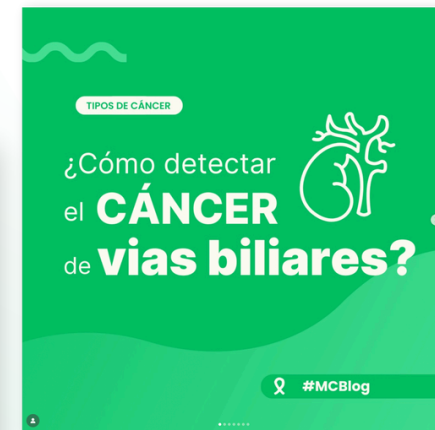 TIPOS DE CÁNCER
¿Cómo detectar
el CÁNCER
de vias biliares?
#MCBlog